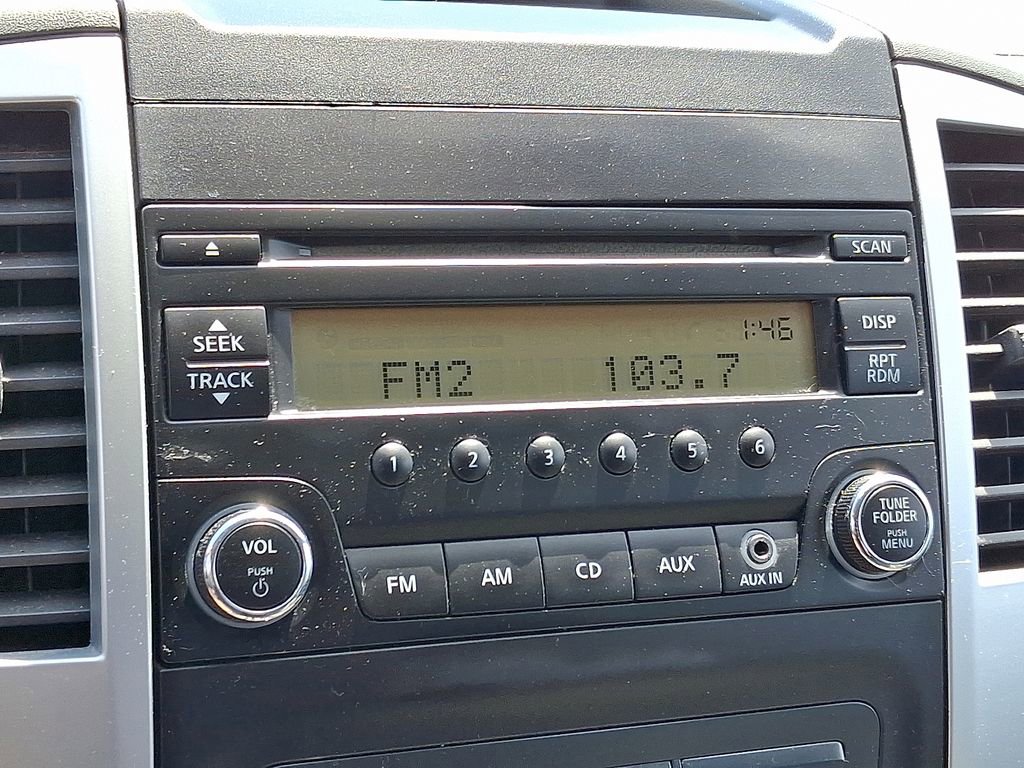 SCAN
SEEK
TRACK
1:46
FM2 103.7
DISP
RPT
RDM
1 2 3 4 5 6
VOL
PUSH
FM AM CD AUX
AUX IN
TUNE
FOLDER
PUSH
MENU